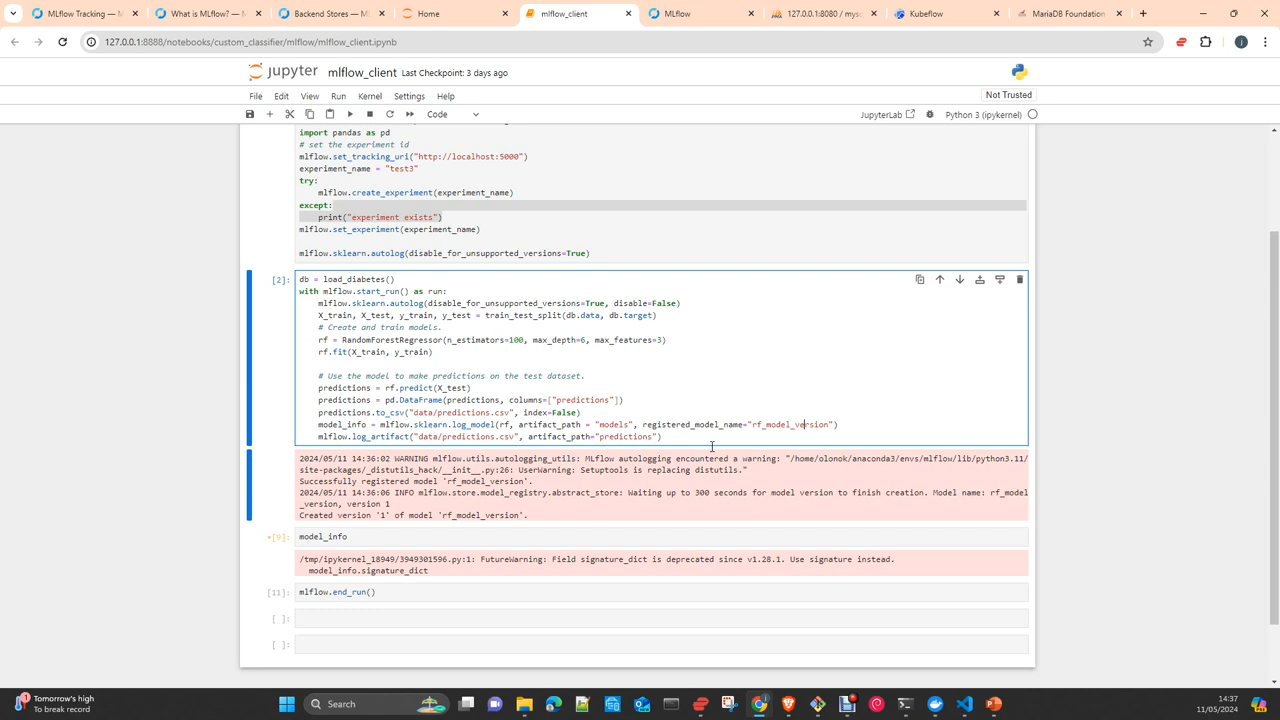 MLflow Tracking — MLflow
What is MLflow? — MLflow
Backend Stores — MLflow
Home
mlflow_client
MLflow
127.0.0.1:8080 / mysq
Kubeflow
MariaDB Foundation
127.0.0.1:8888/notebooks/custom_classifier/mlflow/mlflow_client.ipynb
jupyter mlflow_client Last Checkpoint: 3 days ago
File Edit View Run Kernel Settings Help
Not Trusted
Code
JupyterLab
Python 3 (ipykernel)
import pandas as pd
# set the experiment id
mlflow.set_tracking_uri("http://localhost:5000")
experiment_name = "test3"
try:
mlflow.create_experiment(experiment_name)
except:
print("experiment exists")
mlflow.set_experiment(experiment_name)
mlflow.sklearn.autolog(disable_for_unsupported_versions=True)
[2]:
db = load_diabetes()
with mlflow.start_run() as run:
mlflow.sklearn.autolog(disable_for_unsupported_versions=True, disable=False)
X_train, X_test, y_train, y_test = train_test_split(db.data, db.target)
# Create and train models.
rf = RandomForestRegressor(n_estimators=100, max_depth=6, max_features=3)
rf.fit(X_train, y_train)
# Use the model to make predictions on the test dataset.
predictions = rf.predict(X_test)
predictions = pd.DataFrame(predictions, columns=["predictions"])
predictions.to_csv("data/predictions.csv", index=False)
model_info = mlflow.sklearn.log_model(rf, artifact_path = "models", registered_model_name="rf_model_version")
mlflow.log_artifact("data/predictions.csv", artifact_path="predictions")
2024/05/11 14:36:02 WARNING mlflow.utils.autologging_utils: MLflow autologging encountered a warning: "/home/olonok/anaconda3/envs/mlflow/lib/python3.11/
site-packages/_distutils_hack/__init__.py:26: UserWarning: Setuptools is replacing distutils."
Successfully registered model 'rf_model_version'.
2024/05/11 14:36:06 INFO mlflow.store.model_registry.abstract_store: Waiting up to 300 seconds for model version to finish creation. Model name: rf_model
_version, version 1
Created version '1' of model 'rf_model_version'.
model_info
/tmp/ipykernel_18949/3949301596.py:1: FutureWarning: Field signature_dict is deprecated since v1.28.1. Use signature instead.
model_info.signature_dict
[11]:
mlflow.end_run()
[ ]:
[ ]:
Tomorrow's high
To break record
Search
14:37
11/05/2024